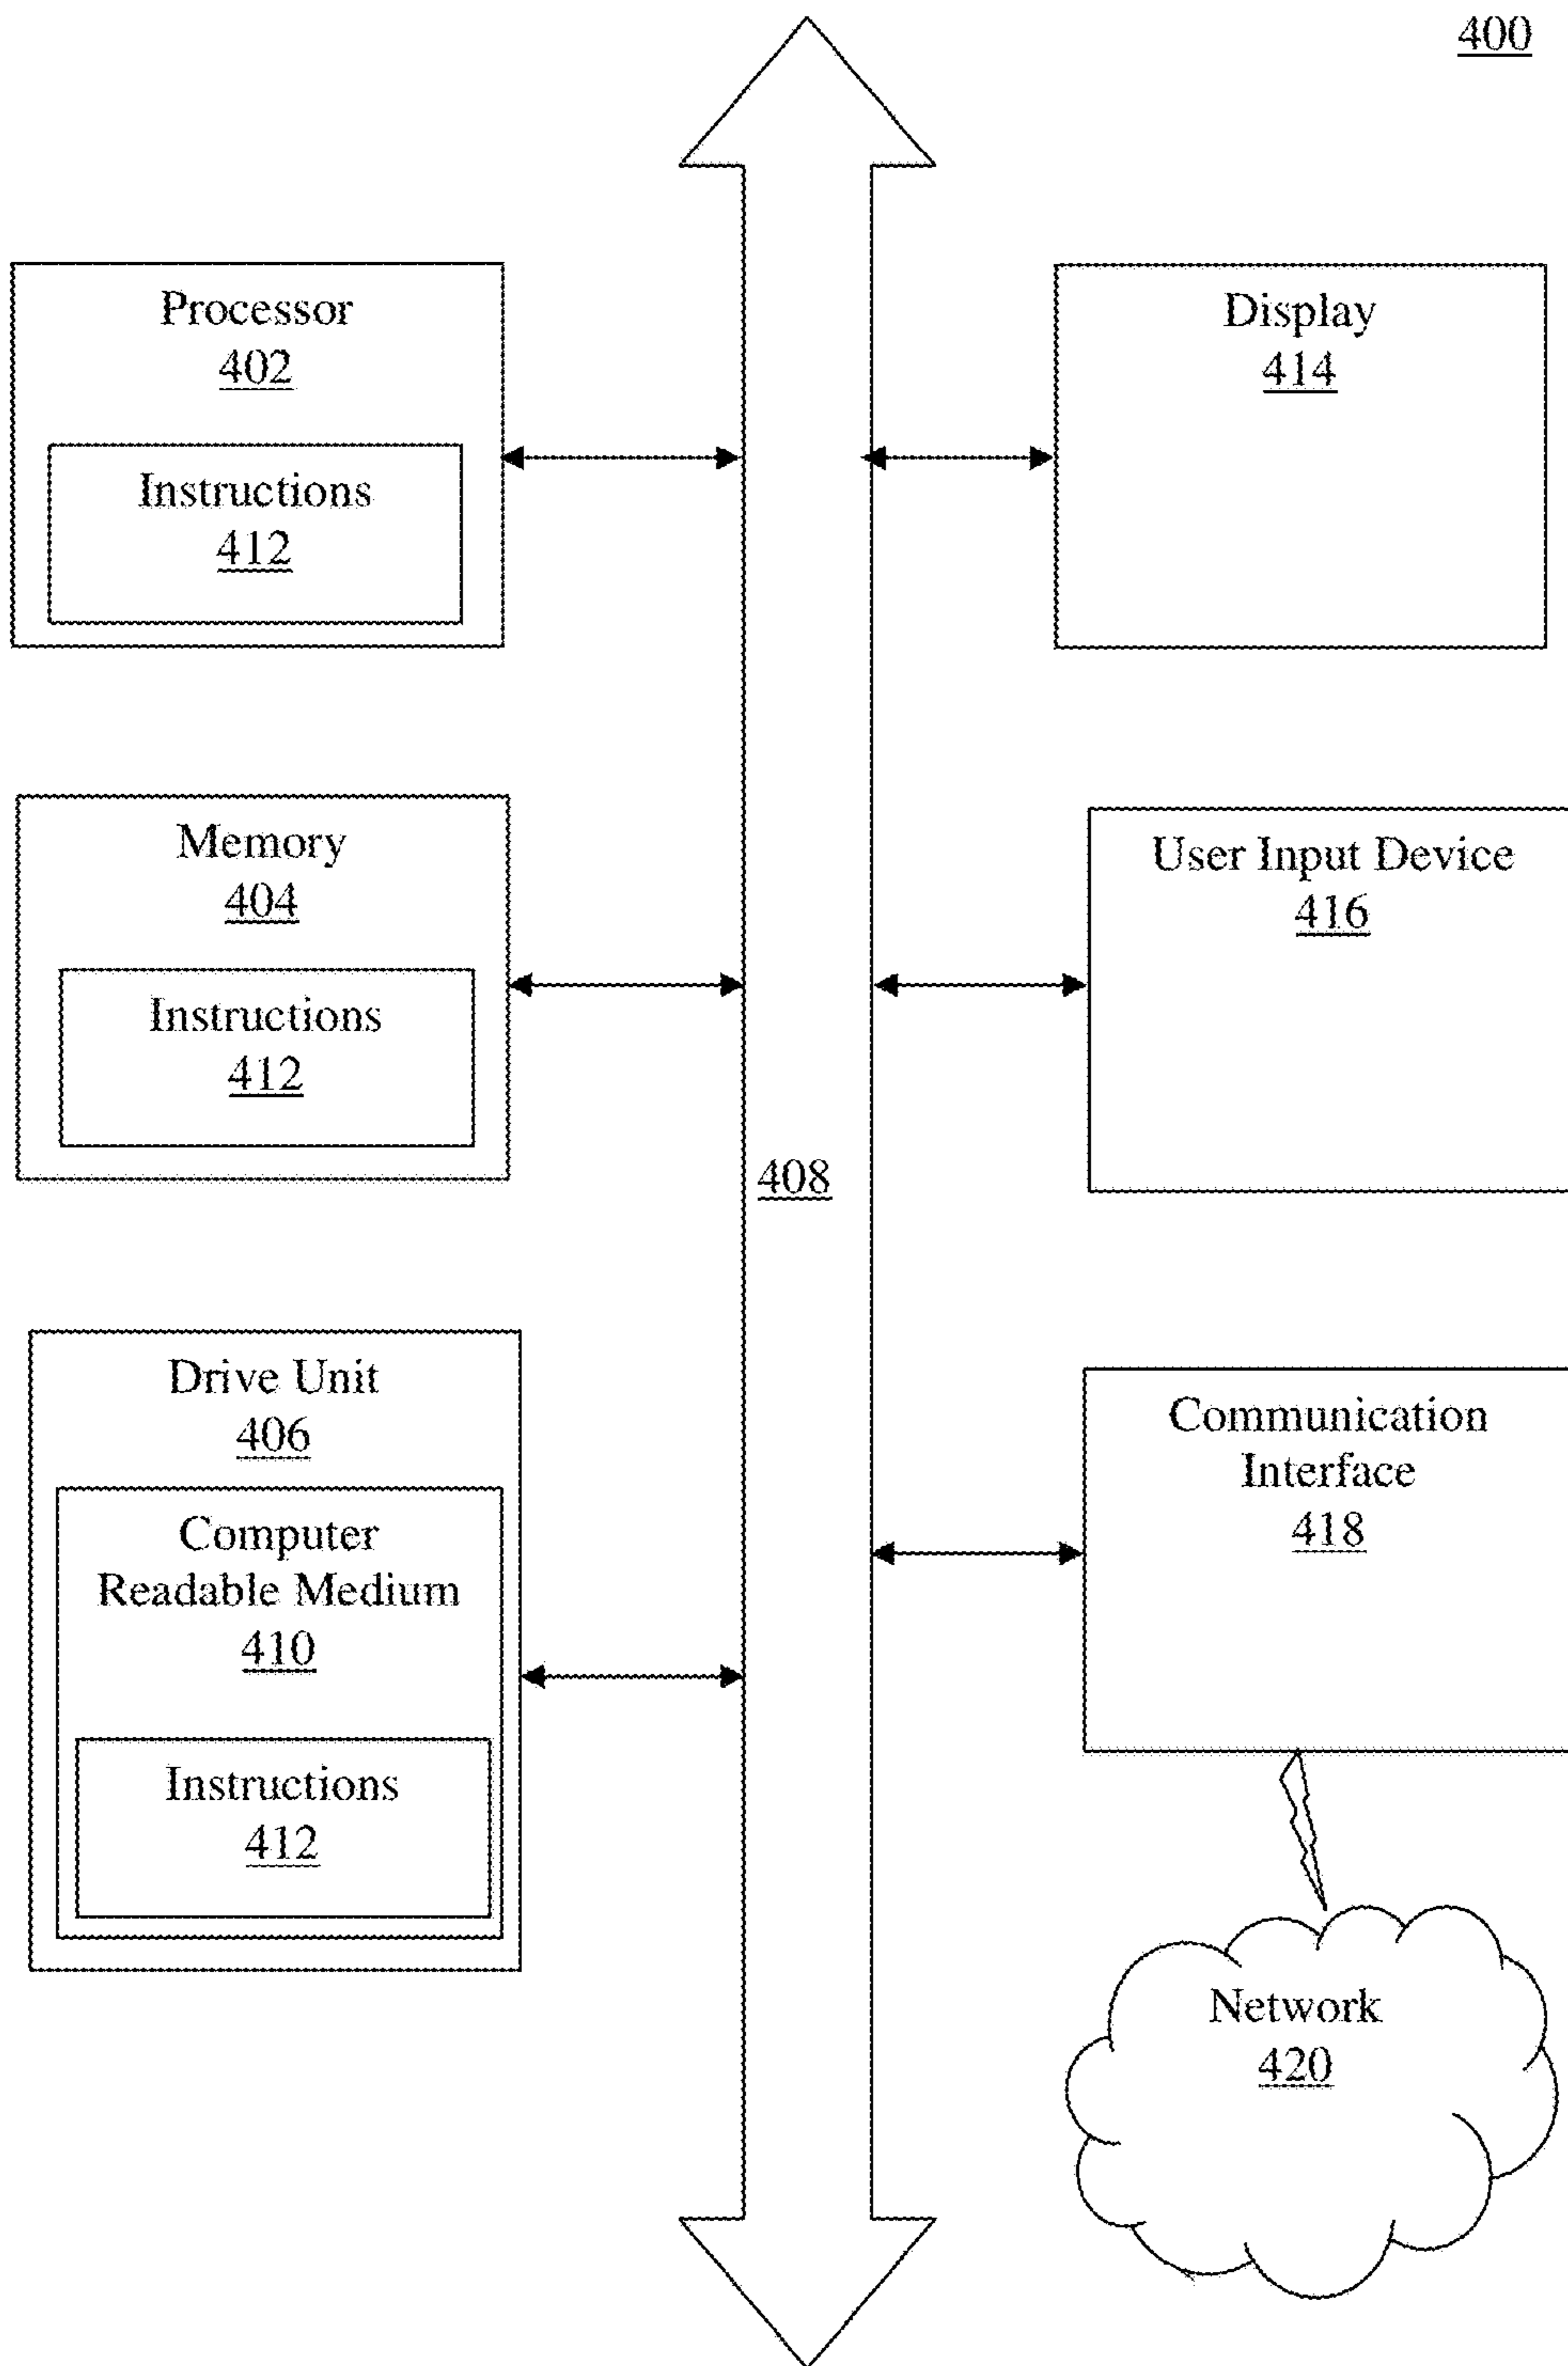 400
Processor
402
Instructions
412
Display
414
Memory
404
Instructions
412
User Input Device
416
408
Drive Unit
406
Computer
Readable Medium
410
Instructions
412
Communication
Interface
418
Network
420